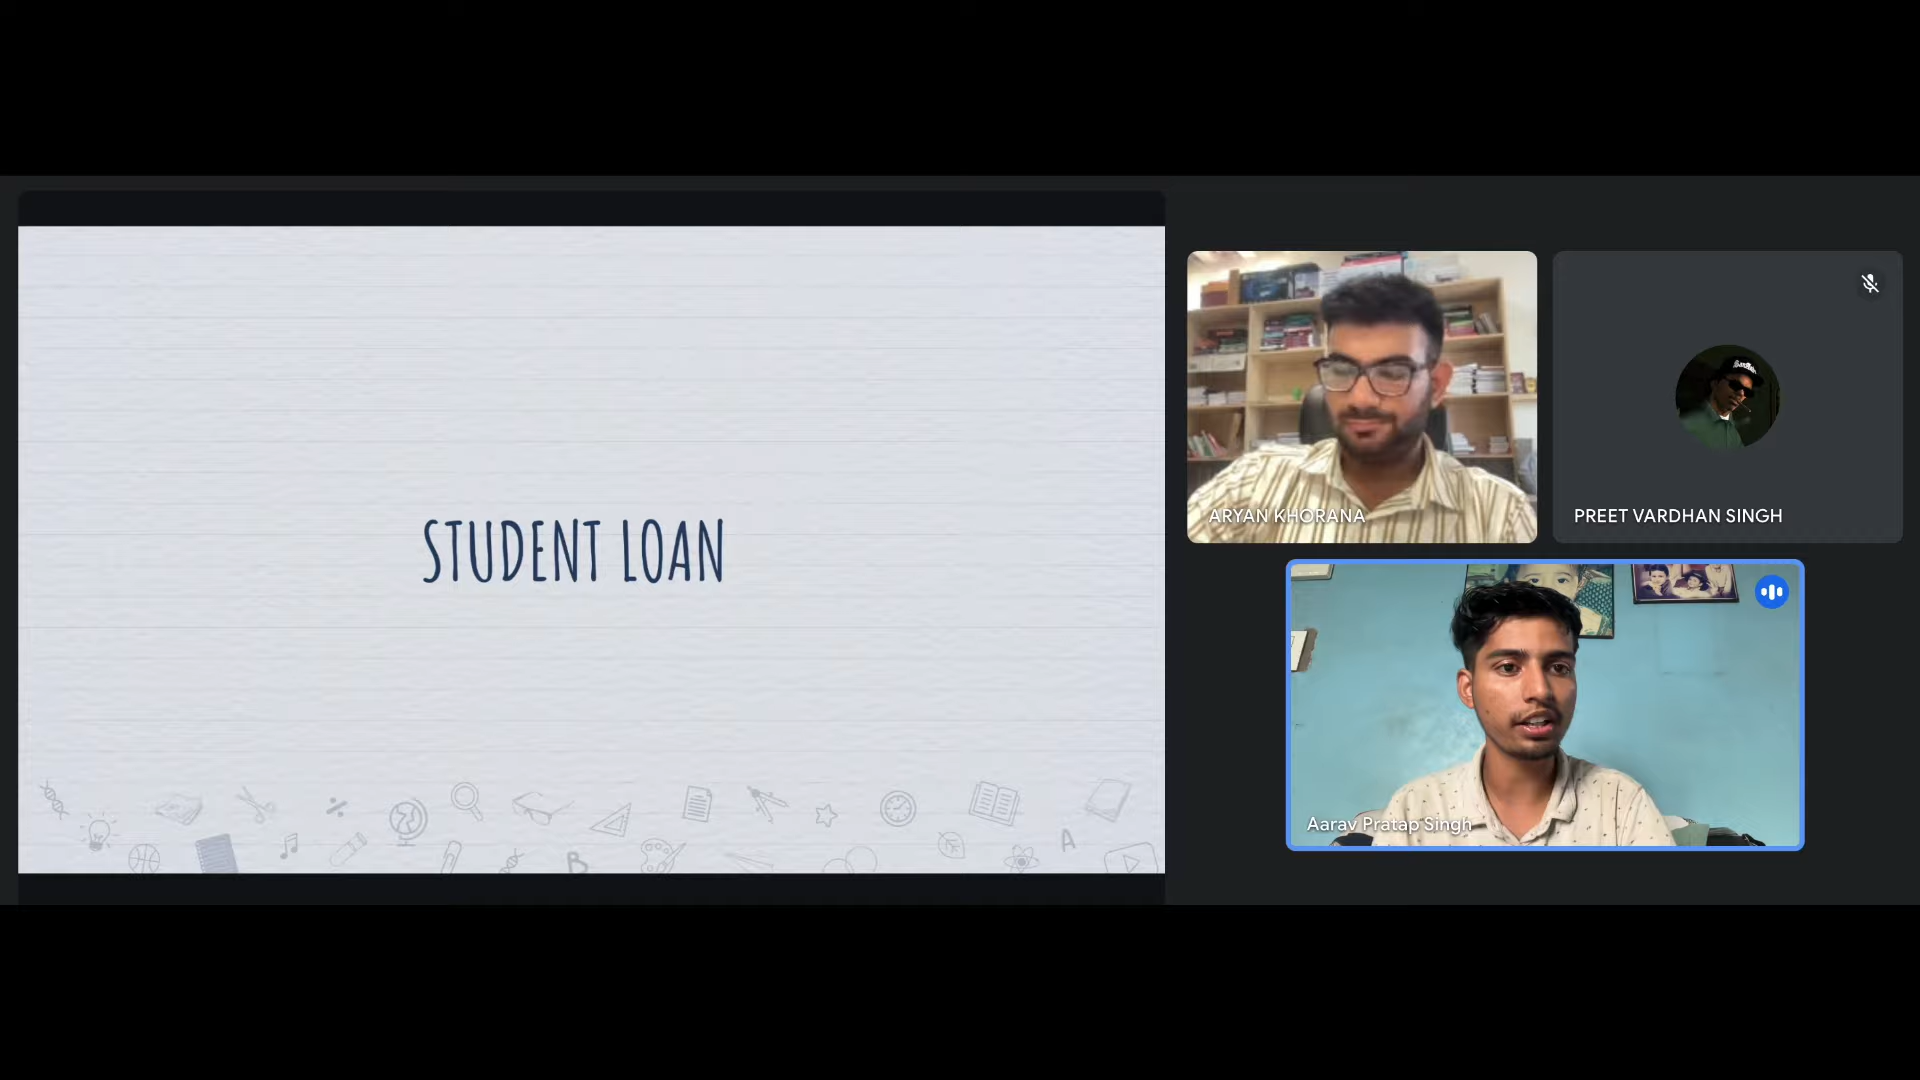 STUDENT LOAN
B
A
ARYAN KHORANA
PREET VARDHAN SINGH
Aarav Pratap Singh